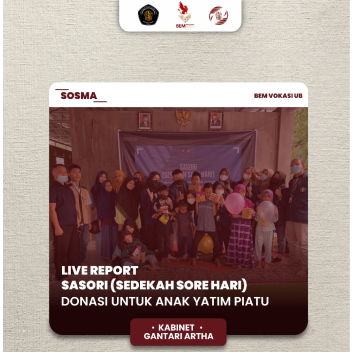 BEM
SOSMA
BEM VOKASI UB
LIVE REPORT
SASORI (SEDEKAH SORE HARI)
DONASI UNTUK ANAK YATIM PIATU
• KABINET •
GANTARI ARTHA